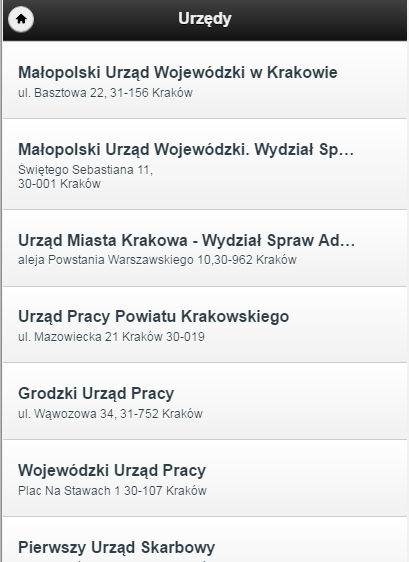 Urzędy
Małopolski Urząd Wojewódzki w Krakowie
ul. Basztowa 22, 31-156 Kraków
Małopolski Urząd Wojewódzki. Wydział Sp...
Świętego Sebastiana 11,
30-001 Kraków
Urząd Miasta Krakowa - Wydział Spraw Ad...
aleja Powstania Warszawskiego 10,30-962 Kraków
Urząd Pracy Powiatu Krakowskiego
ul. Mazowiecka 21 Kraków 30-019
Grodzki Urząd Pracy
ul. Wąwozowa 34, 31-752 Kraków
Wojewódzki Urząd Pracy
Plac Na Stawach 1 30-107 Kraków
Pierwszy Urząd Skarbowy